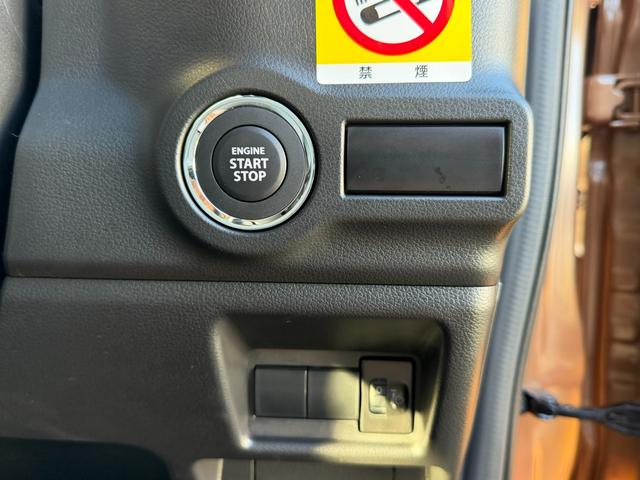 禁 煙
ENGINE
START
STOP